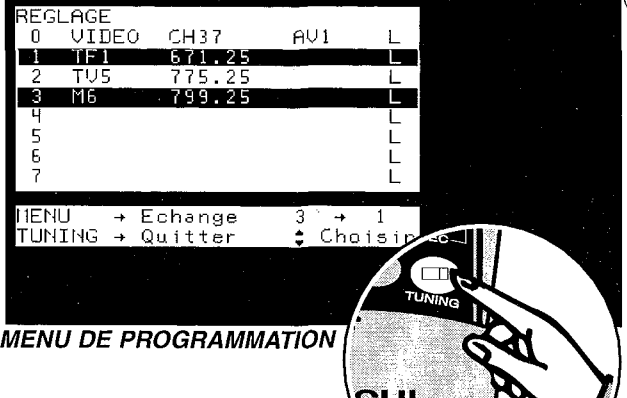 REGLAGE
0 VIDEO CH37 AV1 L
1 TF1 671.25 L
2 TV5 775.25 L
3 M6 799.25 L
4 L
5 L
6 L
7 L
MENU → Echange 3 → 1
TUNING → Quitter ⬍ Choisir
TUNING
MENU DE PROGRAMMATION